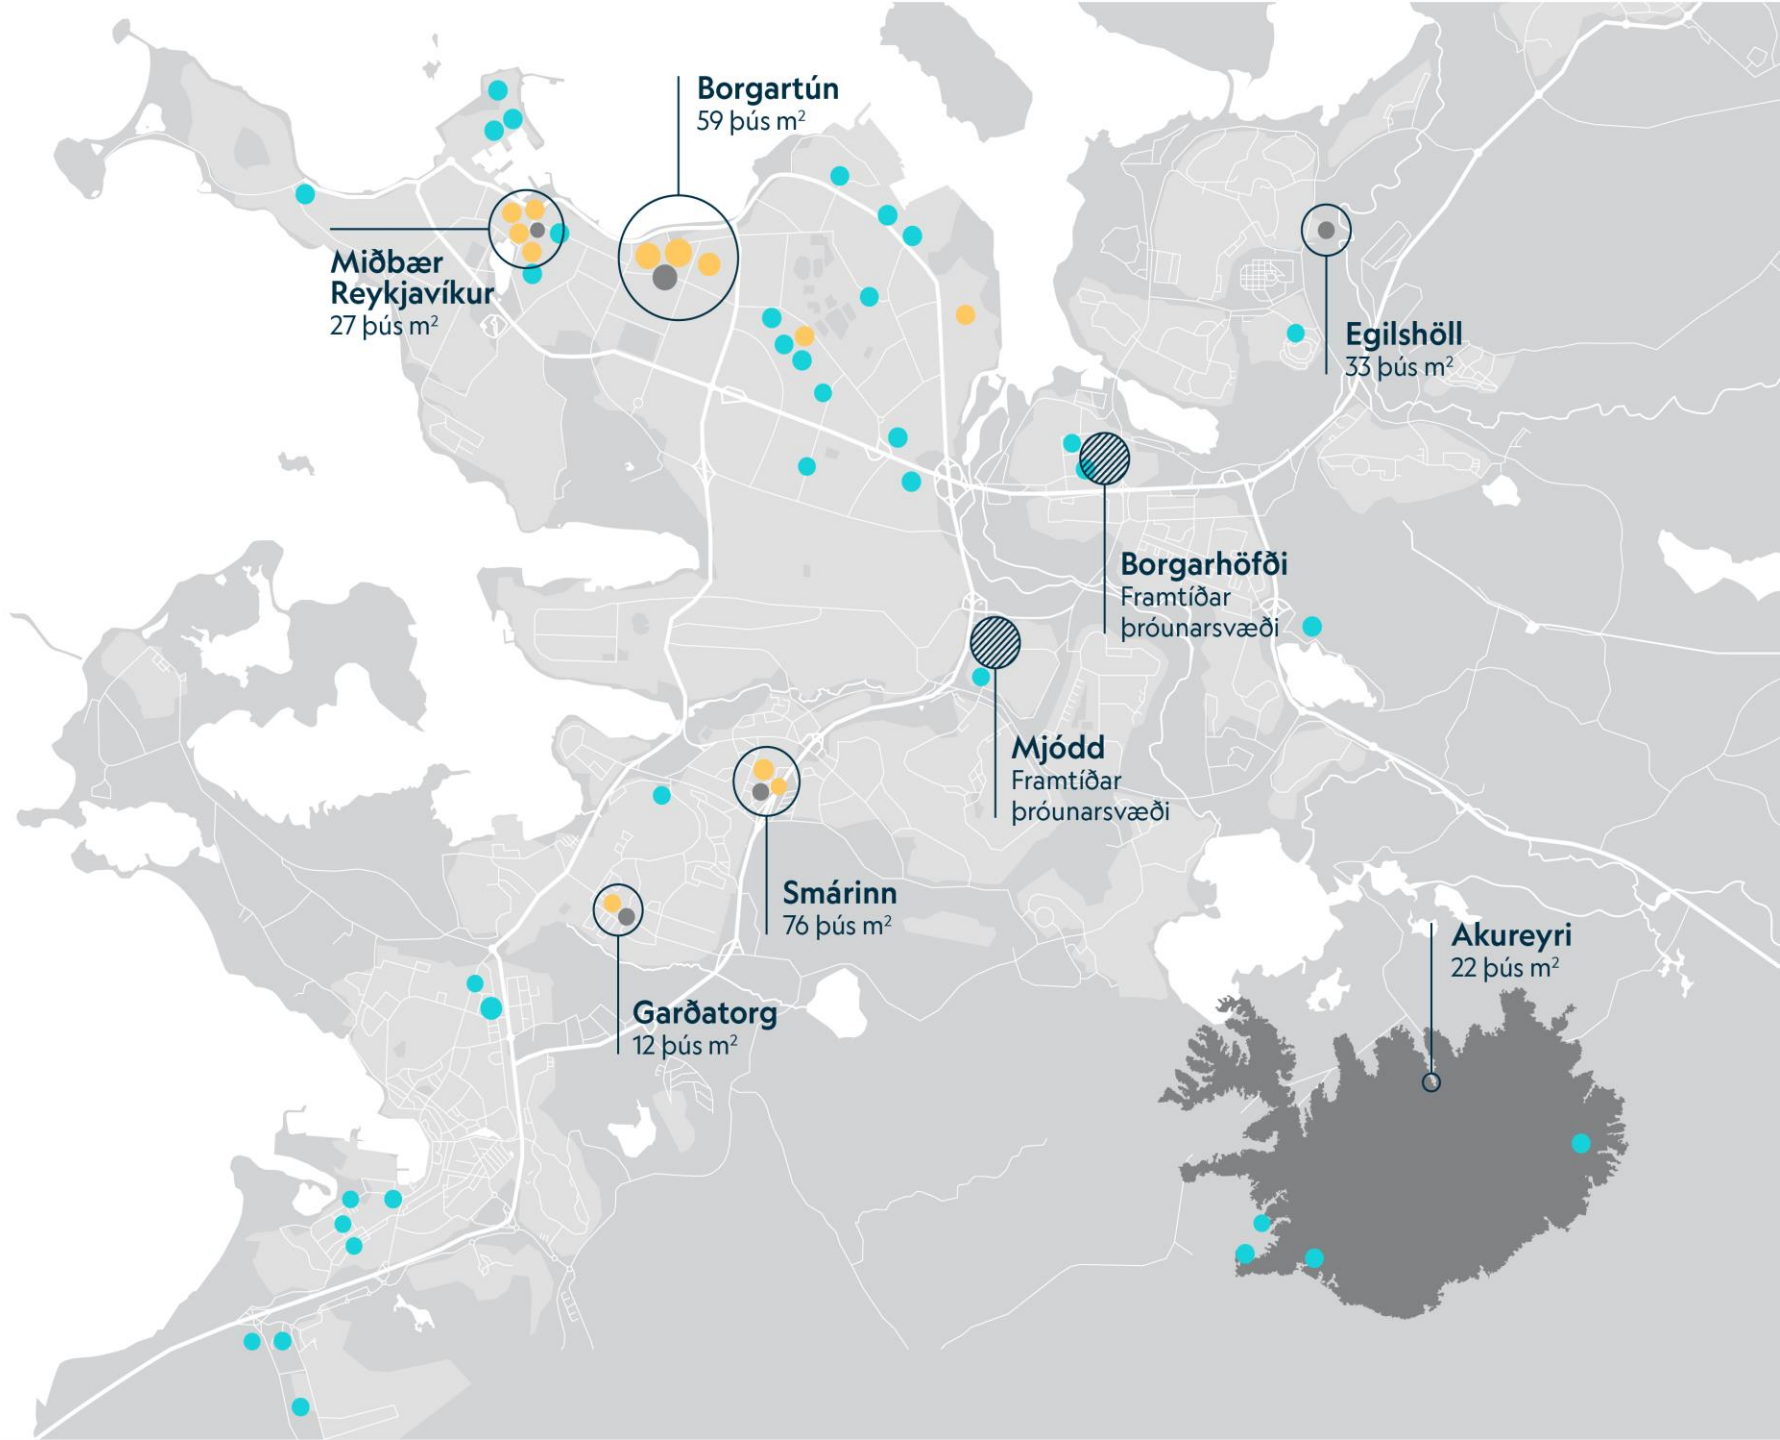 Borgartún
59 þús m²
Miðbær
Reykjavíkur
27 þús m²
Egilshöll
33 þús m²
Borgarhöfði
Framtíðar
þróunarsvæði
Mjódd
Framtíðar
þróunarsvæði
Smárinn
76 þús m²
Akureyri
22 þús m²
Garðatorg
12 þús m²